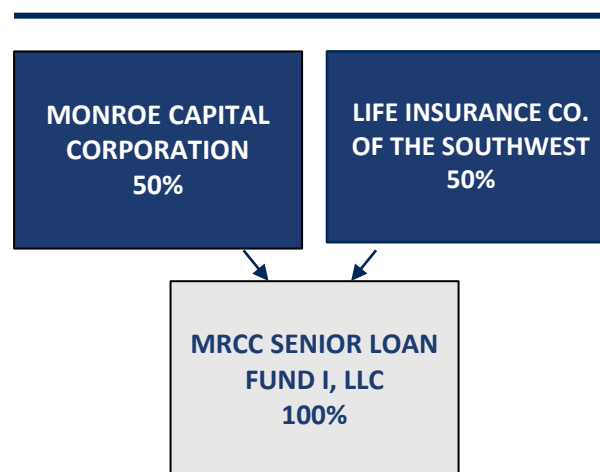 MONROE CAPITAL
CORPORATION
50%
LIFE INSURANCE CO.
OF THE SOUTHWEST
50%
MRCC SENIOR LOAN
FUND I, LLC
100%